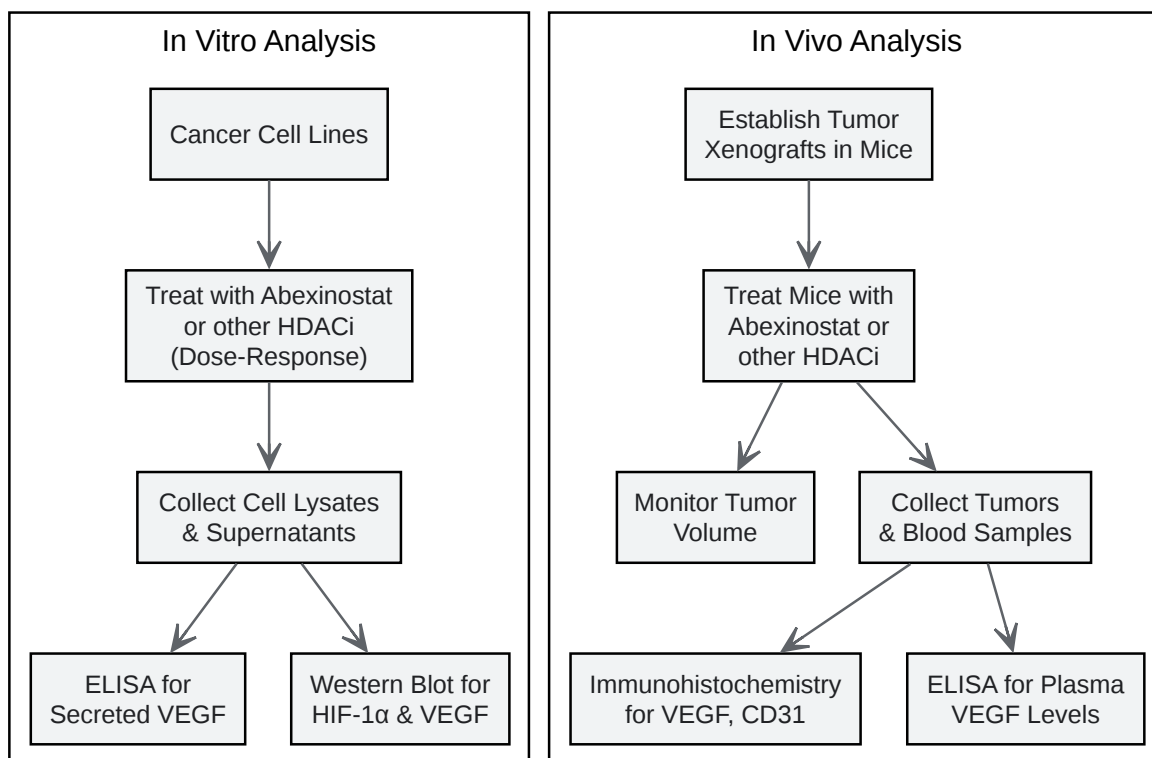 In Vitro Analysis
Cancer Cell Lines
Treat with Abexinostat
or other HDACi
(Dose-Response)
Collect Cell Lysates
& Supernatants
ELISA for
Secreted VEGF
Western Blot for
HIF-1α & VEGF
In Vivo Analysis
Establish Tumor
Xenografts in Mice
Treat Mice with
Abexinostat or
other HDACi
Monitor Tumor
Volume
Collect Tumors
& Blood Samples
Immunohistochemistry
for VEGF, CD31
ELISA for Plasma
VEGF Levels